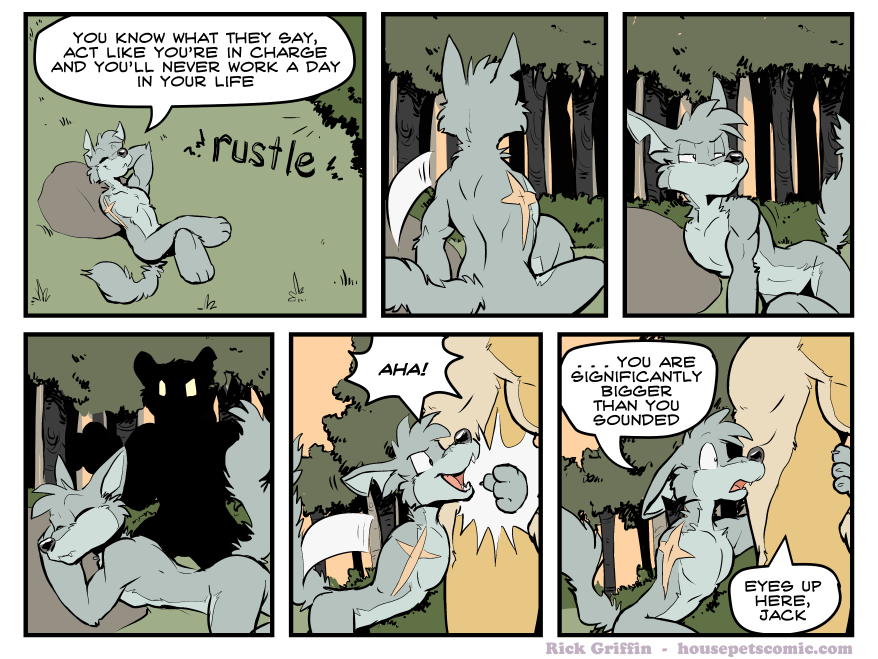 YOU KNOW WHAT THEY SAY,
ACT LIKE YOU'RE IN CHARGE
AND YOU'LL NEVER WORK A DAY
IN YOUR LIFE
rustle
AHA!
. . . YOU ARE
SIGNIFICANTLY
BIGGER
THAN YOU
SOUNDED
EYES UP
HERE,
JACK
Rick Griffin - housepetscomic.com